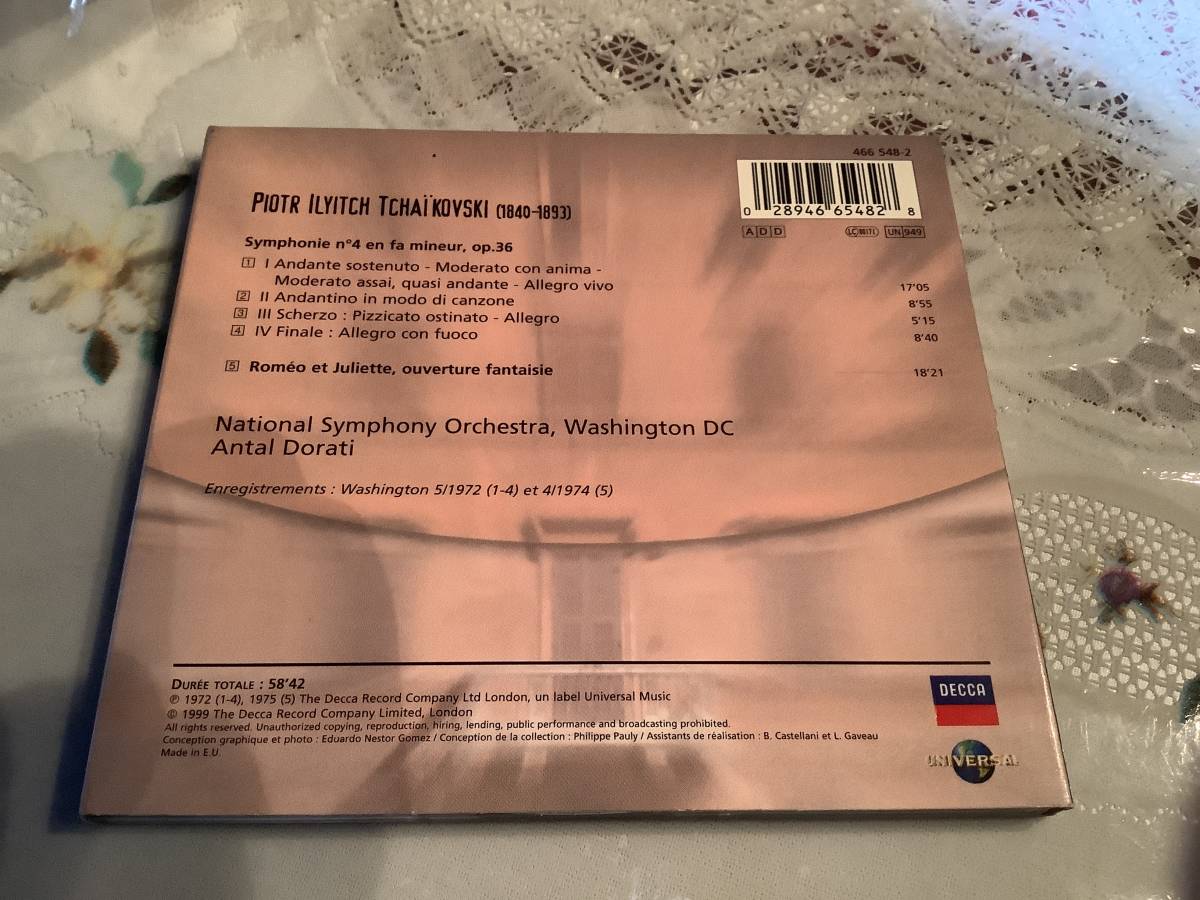 466 548-2
0 28946 65482 8
ADD LC 00171 UN 949
PIOTR ILYITCH TCHAÏKOVSKI (1840-1893)
Symphonie nº4 en fa mineur, op.36
1 I Andante sostenuto - Moderato con anima -
Moderato assai, quasi andante - Allegro vivo 17'05
2 II Andantino in modo di canzone 8'55
3 III Scherzo : Pizzicato ostinato - Allegro 5'15
4 IV Finale : Allegro con fuoco 8'40
5 Roméo et Juliette, ouverture fantaisie 18'21
National Symphony Orchestra, Washington DC
Antal Dorati
Enregistrements : Washington 5/1972 (1-4) et 4/1974 (5)
DURÉE TOTALE : 58'42
℗ 1972 (1-4), 1975 (5) The Decca Record Company Ltd London, un label Universal Music
© 1999 The Decca Record Company Limited, London
All rights reserved. Unauthorized copying, reproduction, hiring, lending, public performance and broadcasting prohibited.
Conception graphique et photo : Eduardo Nestor Gomez / Conception de la collection : Philippe Pauly / Assistants de réalisation : B. Castellani et L. Gaveau
Made in E.U.
DECCA
UNIVERSAL